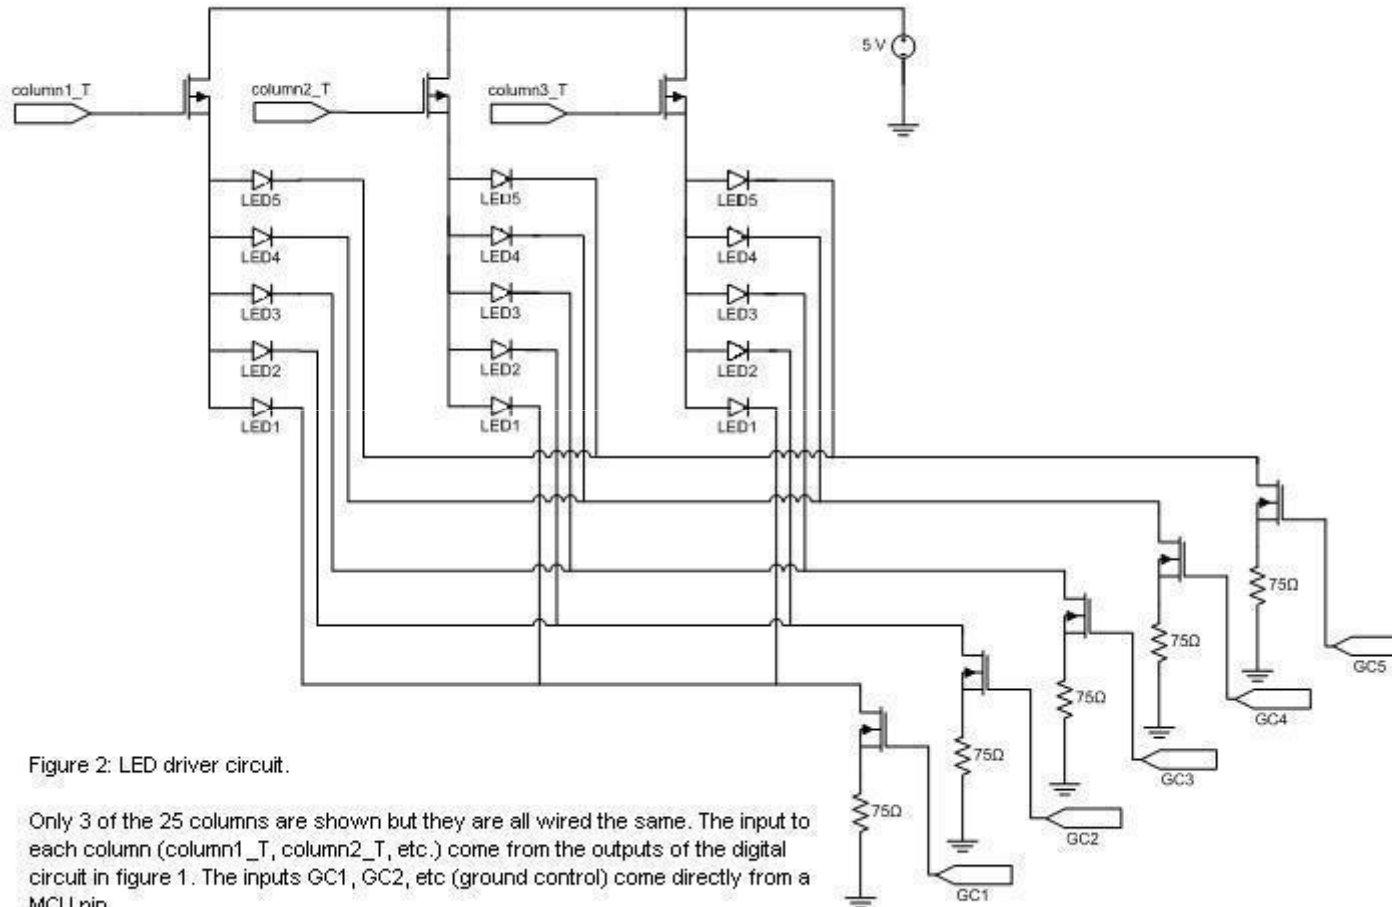 5 V
column1_T
column2_T
column3_T
LED5
LED5
LED5
LED4
LED4
LED4
LED3
LED3
LED3
LED2
LED2
LED2
LED1
LED1
LED1
75Ω
75Ω
GC5
75Ω
GC4
75Ω
GC3
75Ω
GC2
GC1
Figure 2: LED driver circuit.
Only 3 of the 25 columns are shown but they are all wired the same. The input to
each column (column1_T, column2_T, etc.) come from the outputs of the digital
circuit in figure 1. The inputs GC1, GC2, etc (ground control) come directly from a
MCU pin